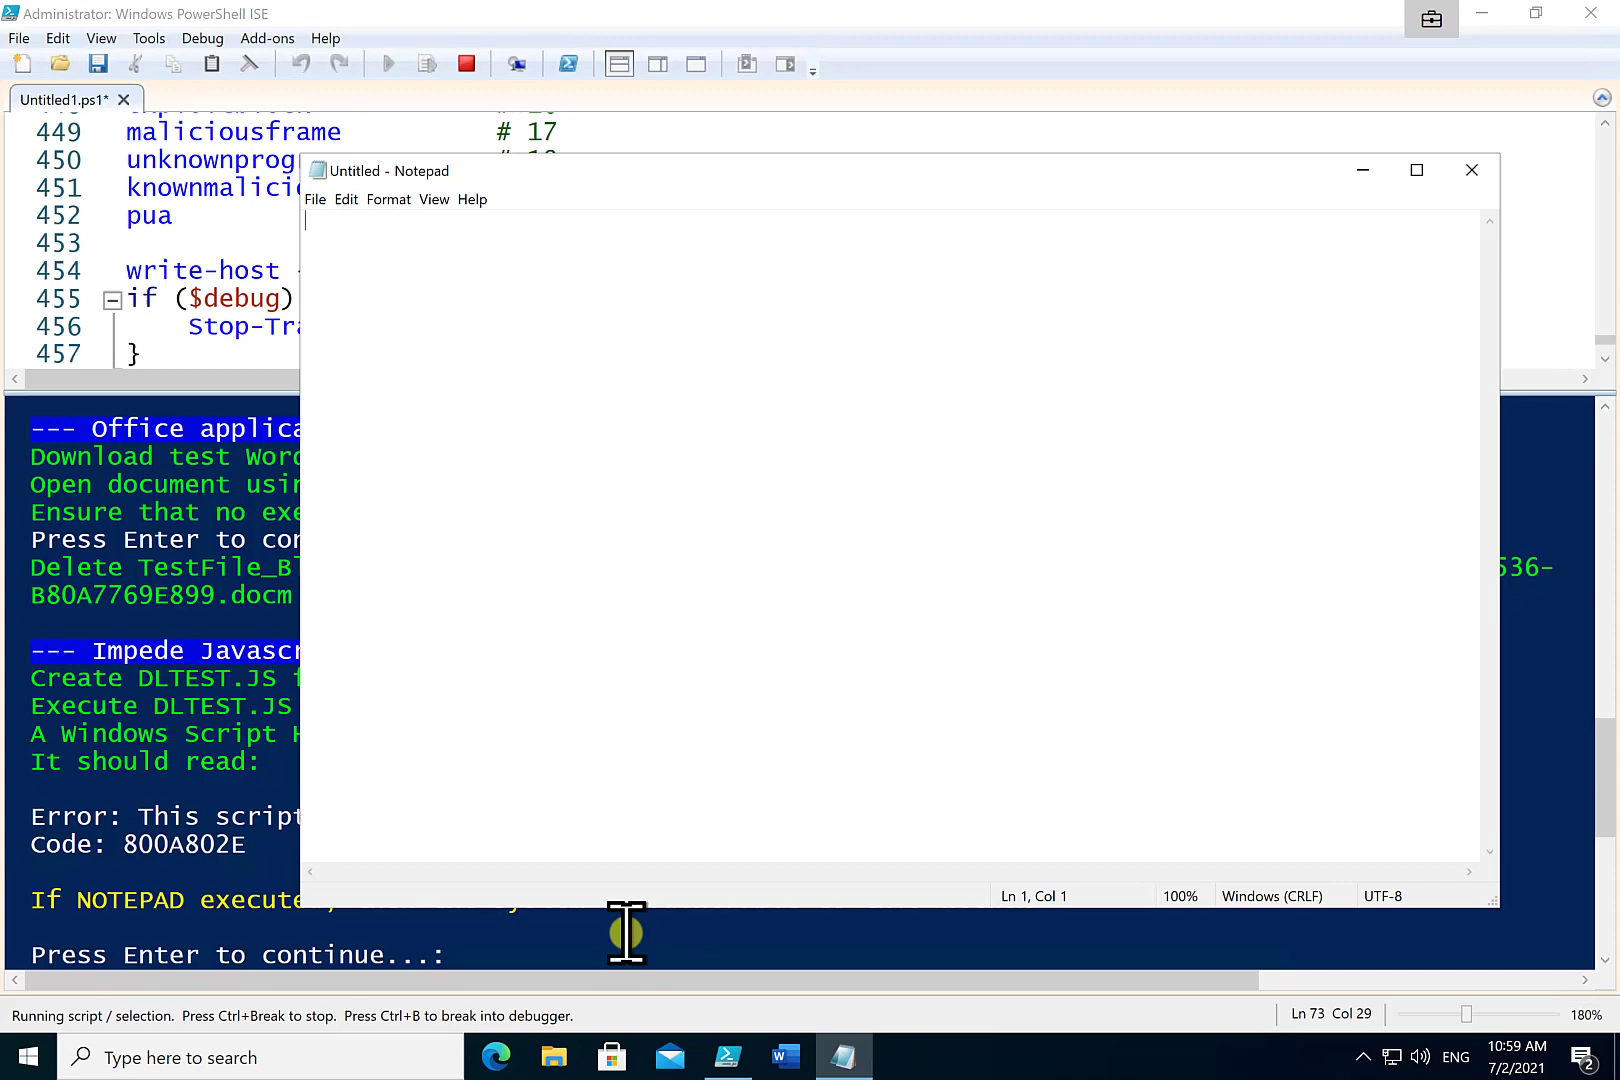 Administrator: Windows PowerShell ISE
File Edit View Tools Debug Add-ons Help
Untitled1.ps1*
449 maliciousframe # 17
450 unknownprog
451 knownmalici
452 pua
453
454 write-host
455 if ($debug)
456 Stop-Tra
457 }
Untitled - Notepad
File Edit Format View Help
Ln 1, Col 1 100% Windows (CRLF) UTF-8
--- Office applica
Download test Word
Open document usin
Ensure that no exe
Press Enter to con
Delete TestFile_Bl 536-
B80A7769E899.docm
--- Impede Javascr
Create DLTEST.JS f
Execute DLTEST.JS
A Windows Script H
It should read:
Error: This script
Code: 800A802E
If NOTEPAD execute
Press Enter to continue...:
Running script / selection. Press Ctrl+Break to stop. Press Ctrl+B to break into debugger.
Ln 73 Col 29 180%
Type here to search
ENG
10:59 AM
7/2/2021
2